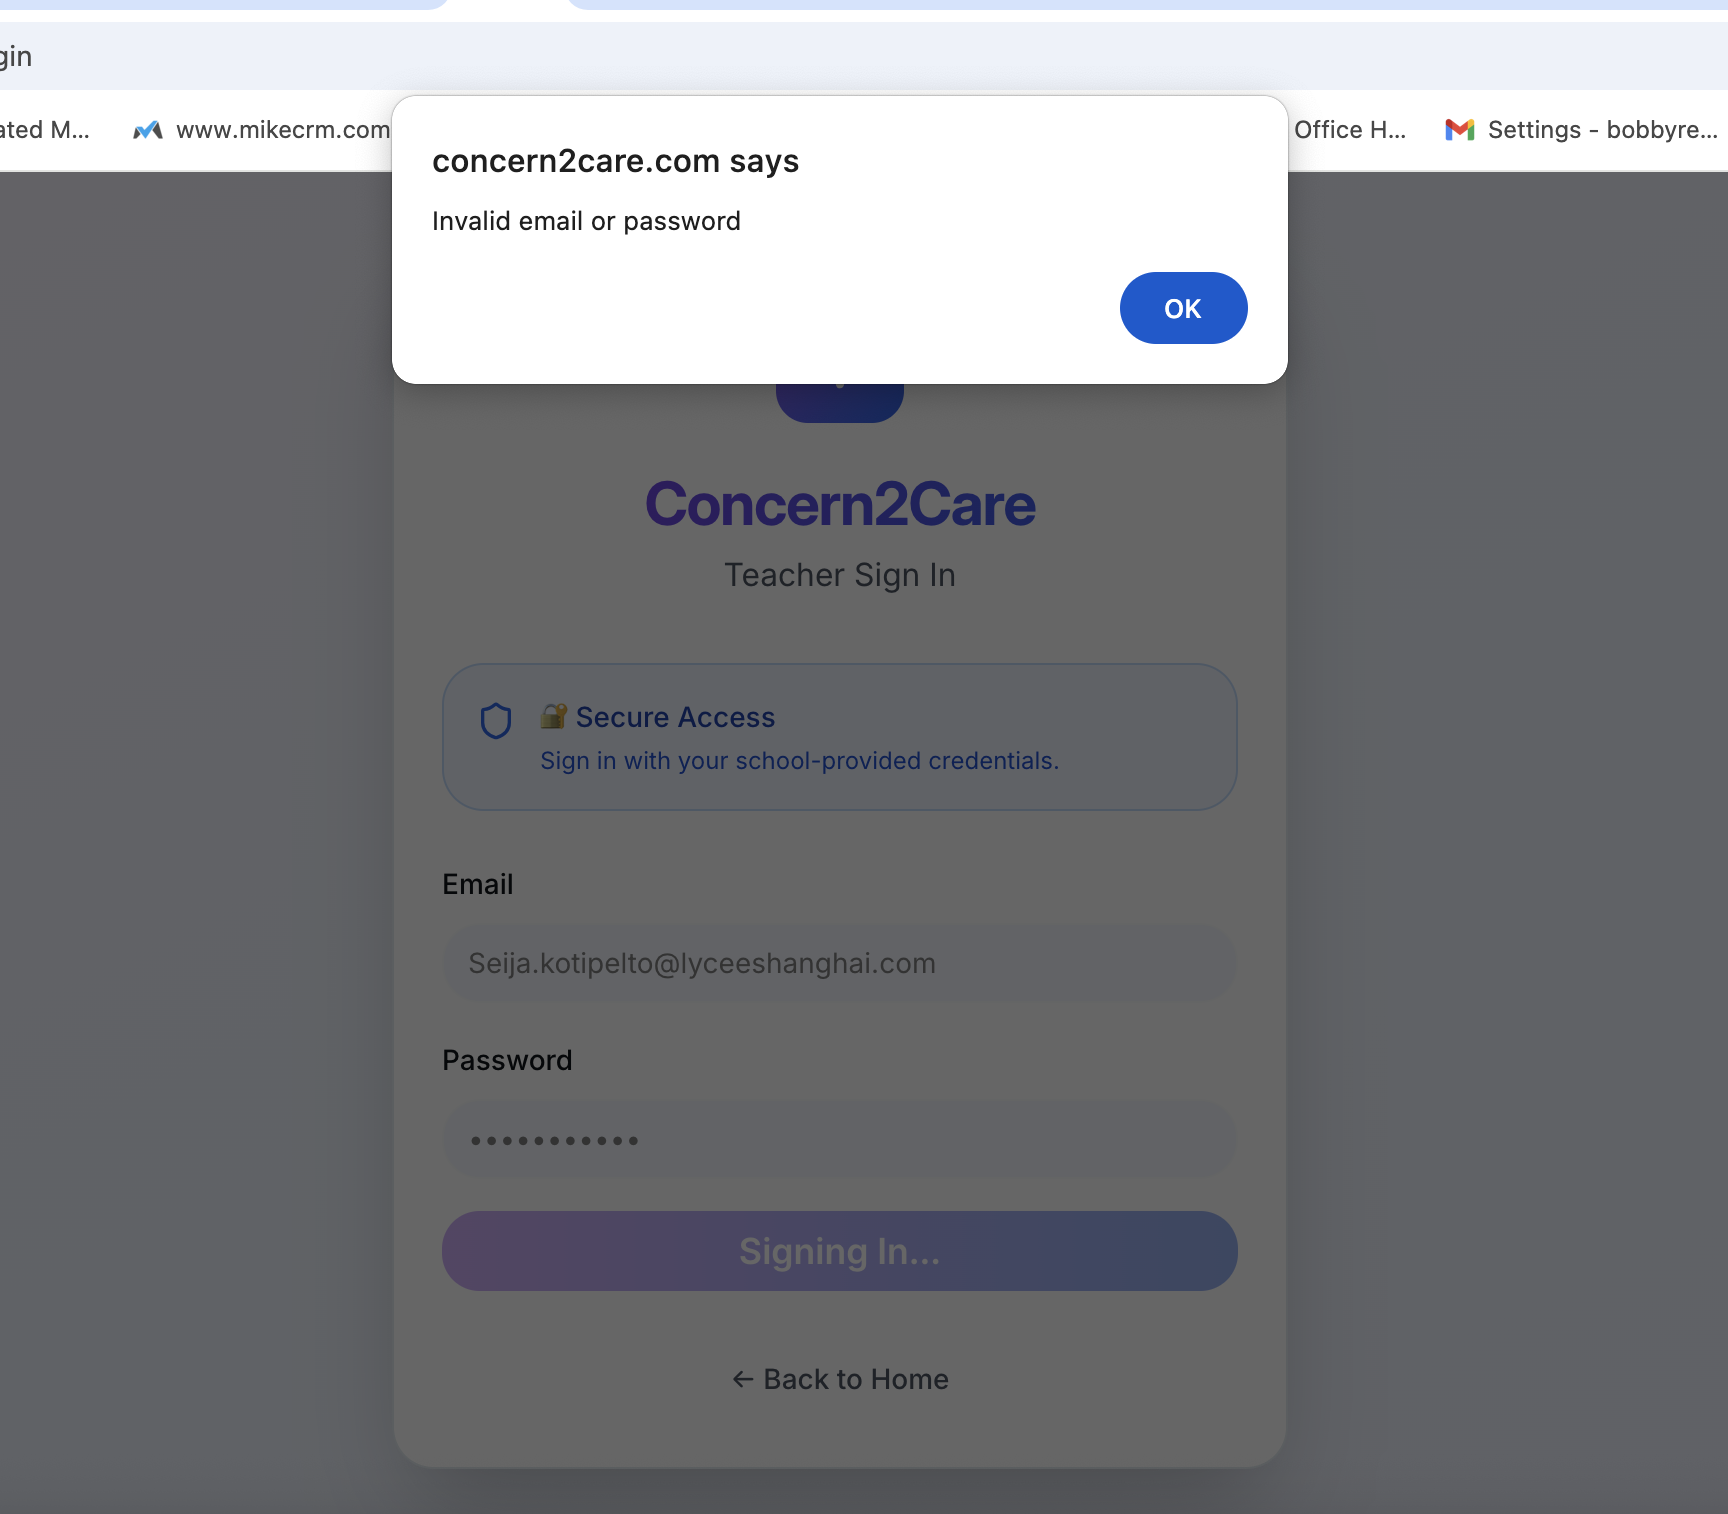 gin
ated M...
www.mikecrm.com
Office H...
Settings - bobbyre...
concern2care.com says
Invalid email or password
OK
Concern2Care
Teacher Sign In
🔐 Secure Access
Sign in with your school-provided credentials.
Email
Seija.kotipelto@lyceeshanghai.com
Password
•••••••••••
Signing In...
← Back to Home